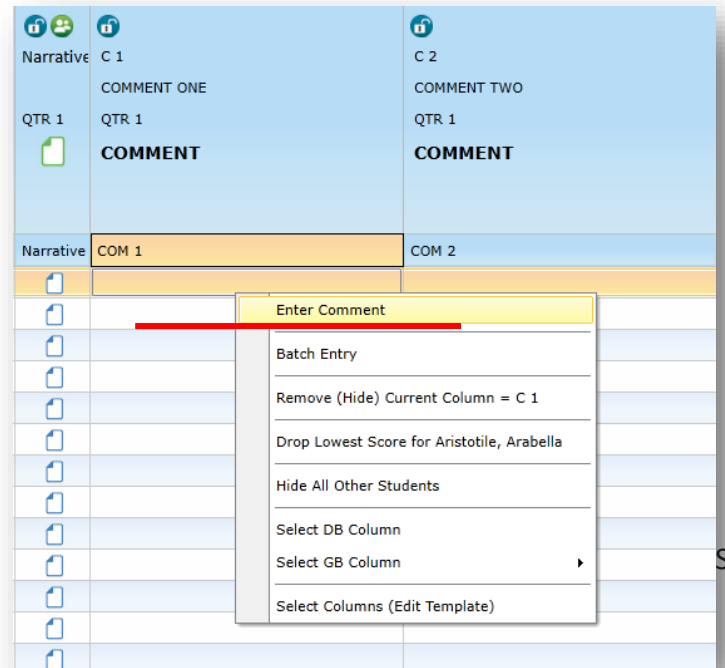 Narrative C 1 C 2
COMMENT ONE COMMENT TWO
QTR 1 QTR 1 QTR 1
COMMENT COMMENT
Narrative COM 1 COM 2
Enter Comment
Batch Entry
Remove (Hide) Current Column = C 1
Drop Lowest Score for Aristotile, Arabella
Hide All Other Students
Select DB Column
Select GB Column
Select Columns (Edit Template)